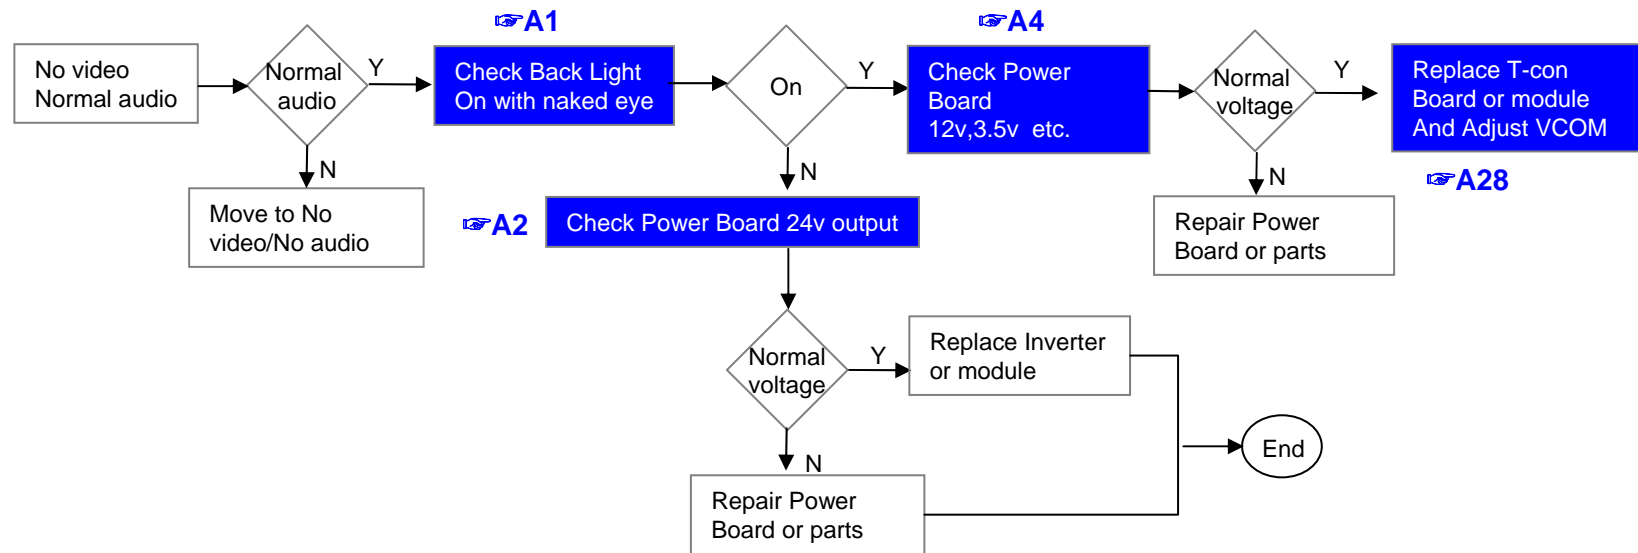 ☞A1
☞A4
No video
Normal audio
Normal
audio
Y
Check Back Light
On with naked eye
On
Y
Check Power
Board
12v,3.5v etc.
Normal
voltage
Y
Replace T-con
Board or module
And Adjust VCOM
N
Move to No
video/No audio
N
☞A2
Check Power Board 24v output
N
☞A28
Repair Power
Board or parts
Normal
voltage
Y
Replace Inverter
or module
End
N
Repair Power
Board or parts